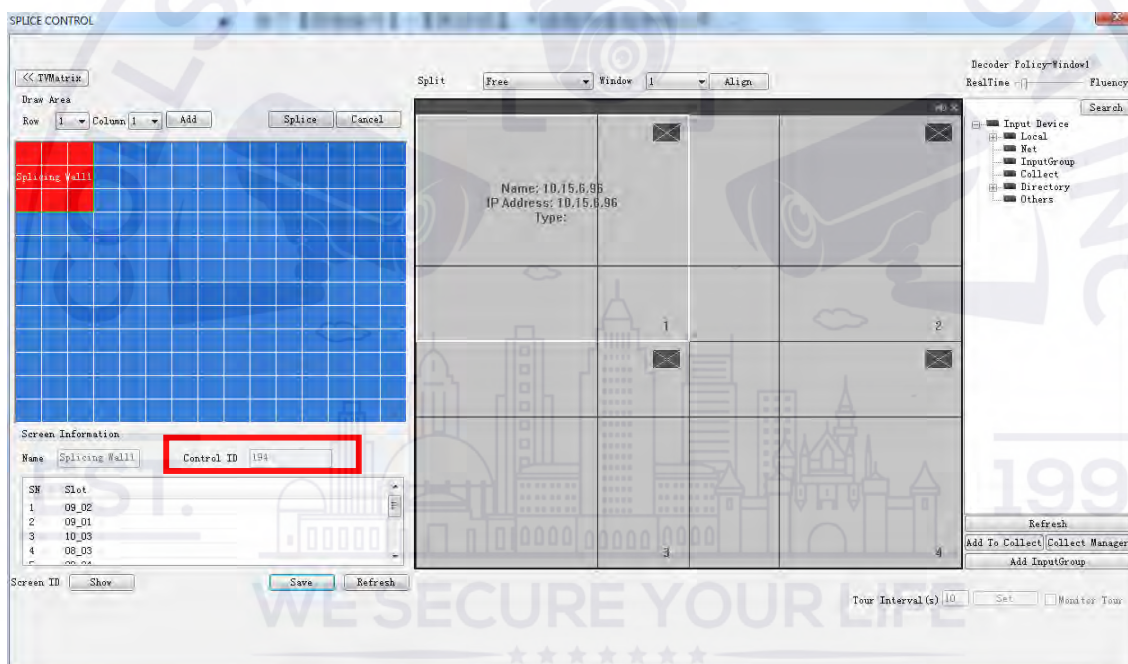 SPLICE CONTROL
<< TVMatrix
Split Free Window 1 Align
Decoder Policy-Window1
RealTime Fluency
Draw Area
Row 1 Column 1 Add Splice Cancel
Search
Splicing Wall1
Name: 10.15.6.96
IP Address: 10.15.6.96
Type:
1
2
3
4
Input Device
Local
Net
InputGroup
Collect
Directory
Others
Screen Information
Name Splicing Wall1 Control ID 194
SN Slot
1 09_02
2 09_01
3 10_03
4 08_03
Screen ID Show Save Refresh
Refresh
Add To Collect Collect Manager
Add InputGroup
Tour Interval(s) 10 Set Monitor Tour
EST. 199
WE SECURE YOUR LIFE